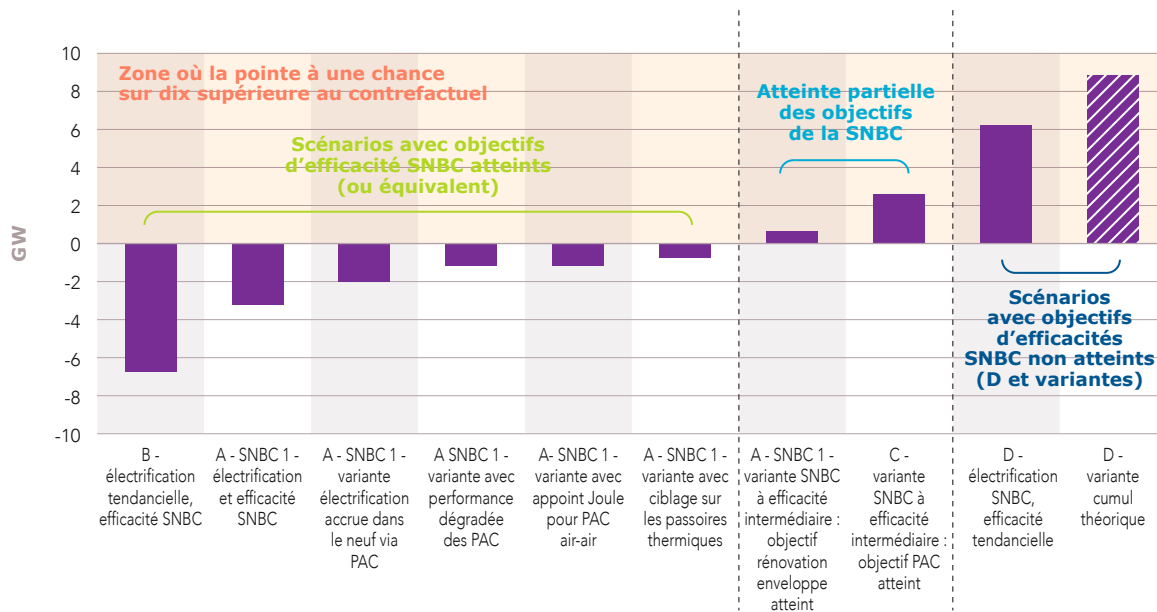 10
8
6
4
2
0
-2
-4
-6
-8
-10
GW
Zone où la pointe à une chance
sur dix supérieure au contrefactuel
Scénarios avec objectifs
d'efficacité SNBC atteints
(ou équivalent)
Atteinte partielle
des objectifs
de la SNBC
Scénarios
avec objectifs
d'efficacités
SNBC non atteints
(D et variantes)
B -
électrification
tendancielle,
efficacité SNBC
A - SNBC 1 -
électrification
et efficacité
SNBC
A - SNBC 1 -
variante
électrification
accrue dans
le neuf via
PAC
A SNBC 1 -
variante avec
performance
dégradée
des PAC
A- SNBC 1 -
variante avec
appoint Joule
pour PAC
air-air
A - SNBC 1 -
variante avec
ciblage sur
les passoires
thermiques
A - SNBC 1 -
variante SNBC
à efficacité
intermédiaire :
objectif
rénovation
enveloppe
atteint
C -
variante
SNBC à
efficacité
intermédiaire :
objectif PAC
atteint
D -
électrification
SNBC,
efficacité
tendancielle
D -
variante
cumul
théorique